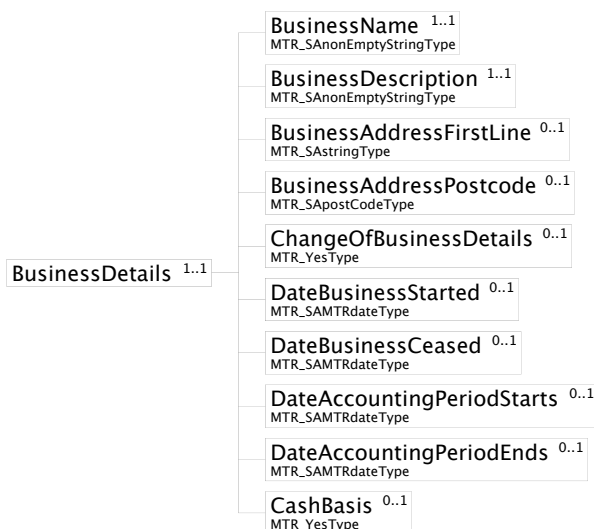 BusinessName 1..1
MTR_SAnonEmptyStringType
BusinessDescription 1..1
MTR_SAnonEmptyStringType
BusinessAddressFirstLine 0..1
MTR_SAstringType
BusinessAddressPostcode 0..1
MTR_SApostCodeType
ChangeOfBusinessDetails 0..1
MTR_YesType
BusinessDetails 1..1
DateBusinessStarted 0..1
MTR_SAMTRdateType
DateBusinessCeased 0..1
MTR_SAMTRdateType
DateAccountingPeriodStarts 0..1
MTR_SAMTRdateType
DateAccountingPeriodEnds 0..1
MTR_SAMTRdateType
CashBasis 0..1
MTR_YesType